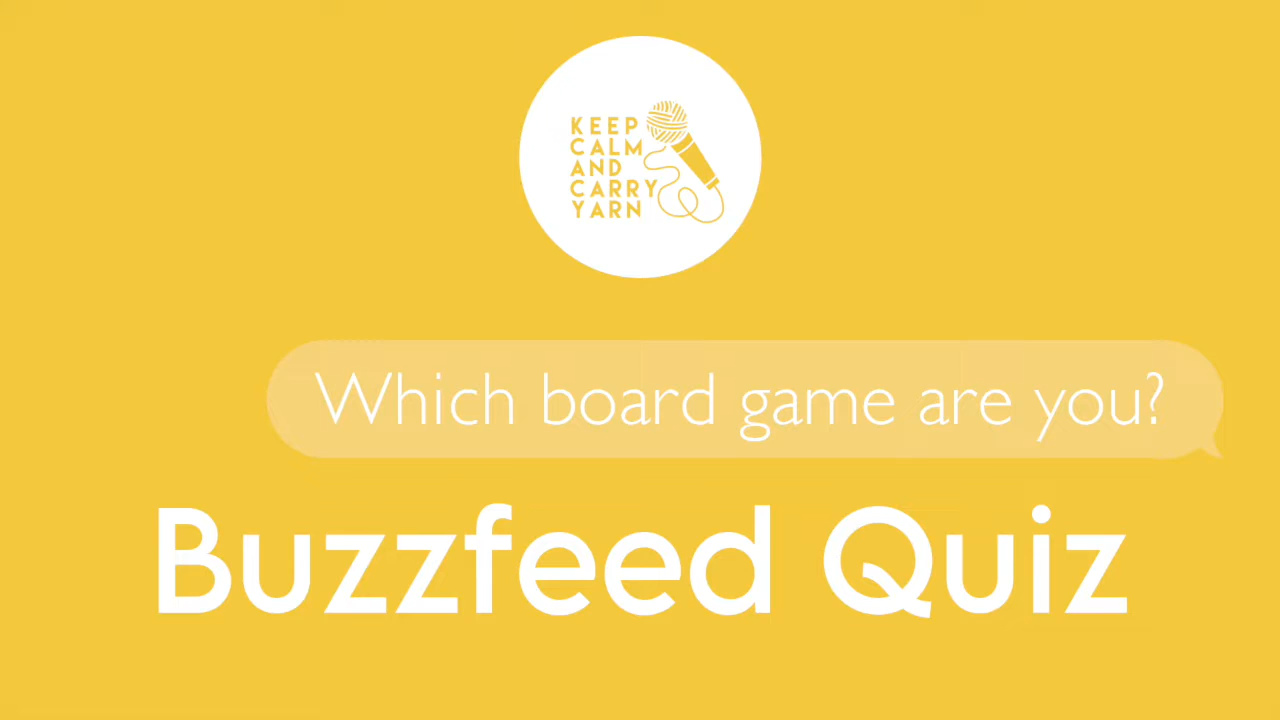 KEEP
CALM
AND
CARRY
YARN
Which board game are you?
Buzzfeed Quiz